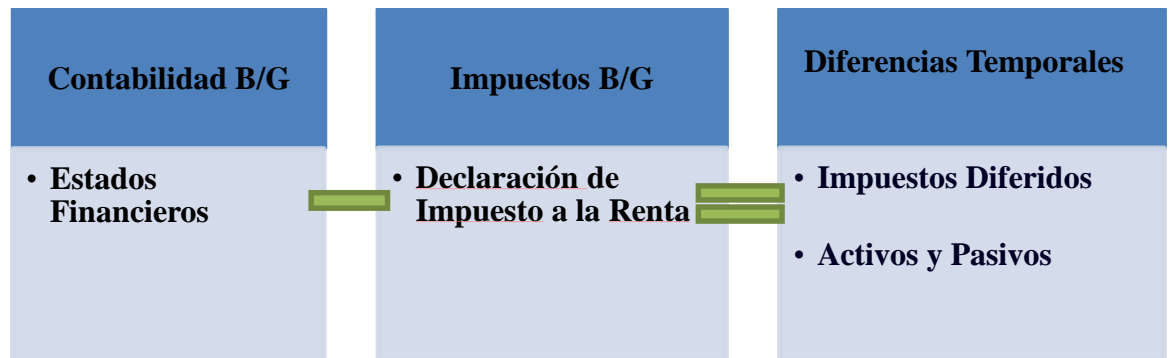 Contabilidad B/G
• Estados
Financieros
Impuestos B/G
• Declaración de
Impuesto a la Renta
Diferencias Temporales
• Impuestos Diferidos
• Activos y Pasivos